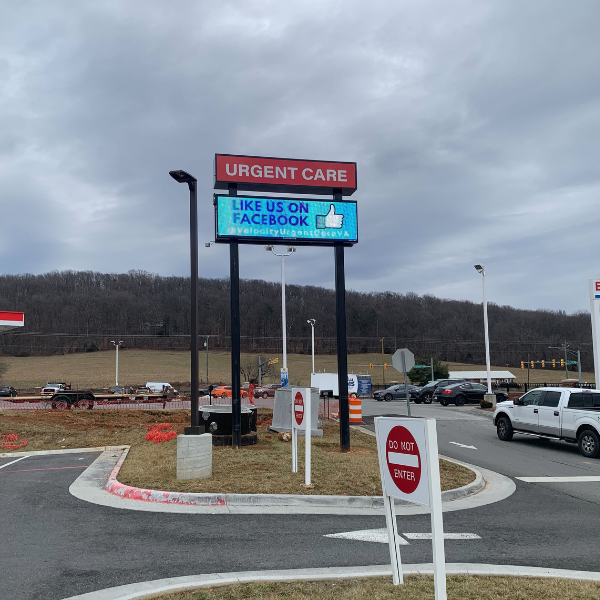 URGENT CARE
LIKE US ON
FACEBOOK
@VelocityUrgentCareVA
DO NOT
ENTER